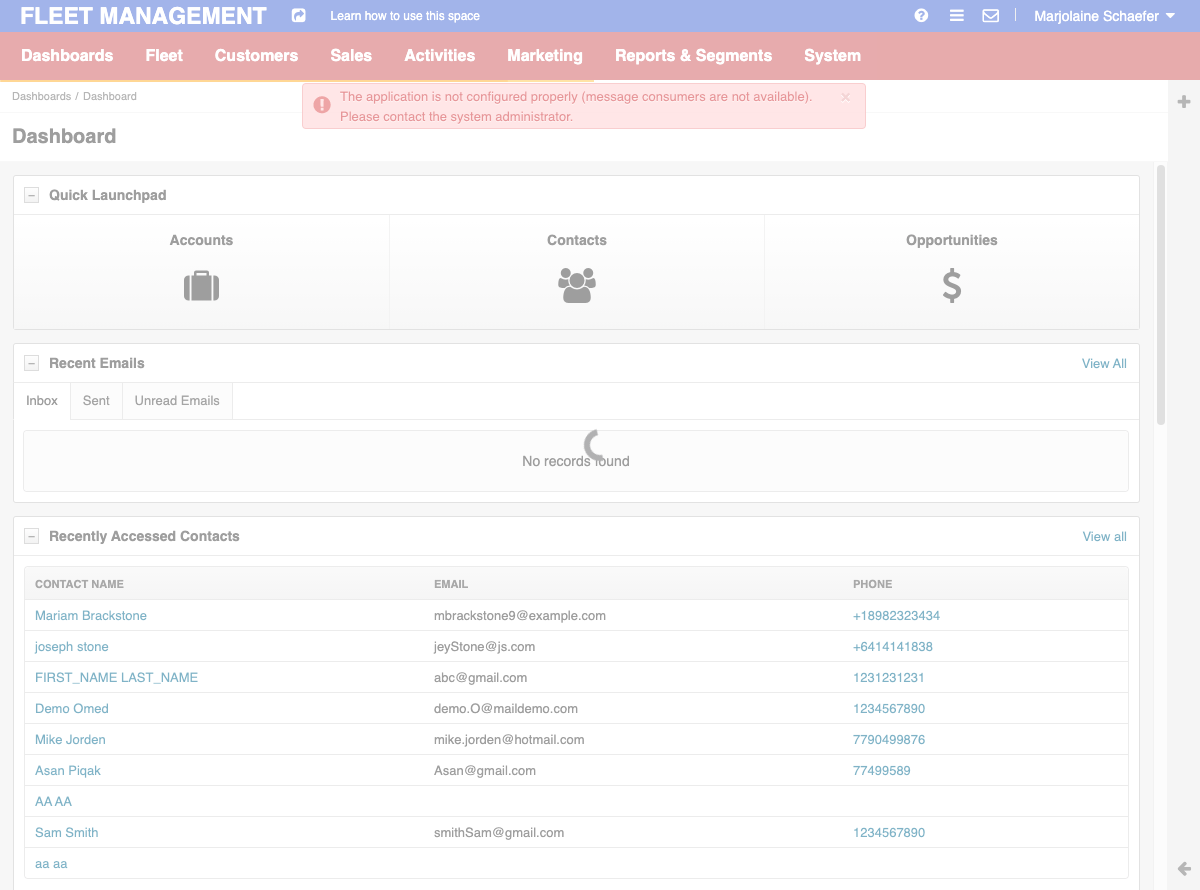 FLEET MANAGEMENT Learn how to use this space Marjolaine Schaefer
Dashboards Fleet Customers Sales Activities Marketing Reports & Segments System
Dashboards / Dashboard
The application is not configured properly (message consumers are not available). ×
Please contact the system administrator.
Dashboard
Quick Launchpad
Accounts Contacts Opportunities
Recent Emails View All
Inbox Sent Unread Emails
No records found
Recently Accessed Contacts View all
CONTACT NAME EMAIL PHONE
Mariam Brackstone mbrackstone9@example.com +18982323434
joseph stone jeyStone@js.com +6414141838
FIRST_NAME LAST_NAME abc@gmail.com 1231231231
Demo Omed demo.O@maildemo.com 1234567890
Mike Jorden mike.jorden@hotmail.com 7790499876
Asan Piqak Asan@gmail.com 77499589
AA AA
Sam Smith smithSam@gmail.com 1234567890
aa aa